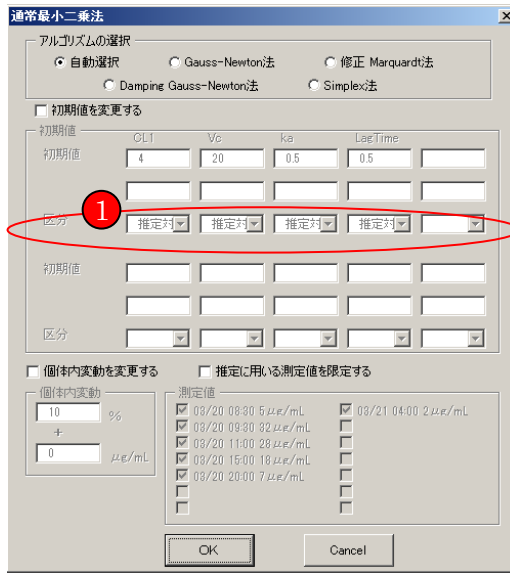 通常最小二乗法
アルゴリズムの選択
自動選択 Gauss-Newton法 修正 Marquardt法
Damping Gauss-Newton法 Simplex法
初期値を変更する
初期値
CL1 Vc ka LagTime
初期値 4 20 0.5 0.5
1
区分 推定対 推定対 推定対 推定対
初期値
区分
個体内変動を変更する 推定に用いる測定値を限定する
個体内変動 測定値
10 % 03/20 08:30 5μg/mL 03/21 04:00 2μg/mL
+ 03/20 09:30 32μg/mL
0 μg/mL 03/20 11:00 28μg/mL
03/20 15:00 18μg/mL
03/20 20:00 7μg/mL
OK Cancel